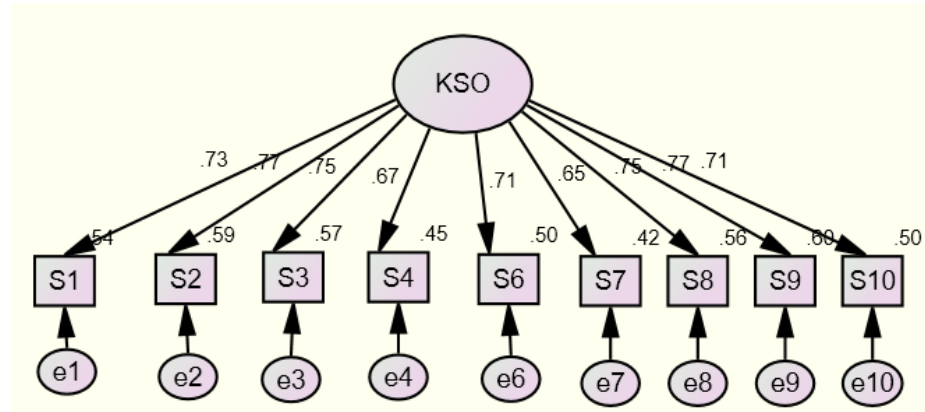 KSO
.73 .77 .75 .67 .71 .65 .75 .77 .71
.54 .59 .57 .45 .50 .42 .56 .60 .50
S1 S2 S3 S4 S6 S7 S8 S9 S10
e1 e2 e3 e4 e6 e7 e8 e9 e10